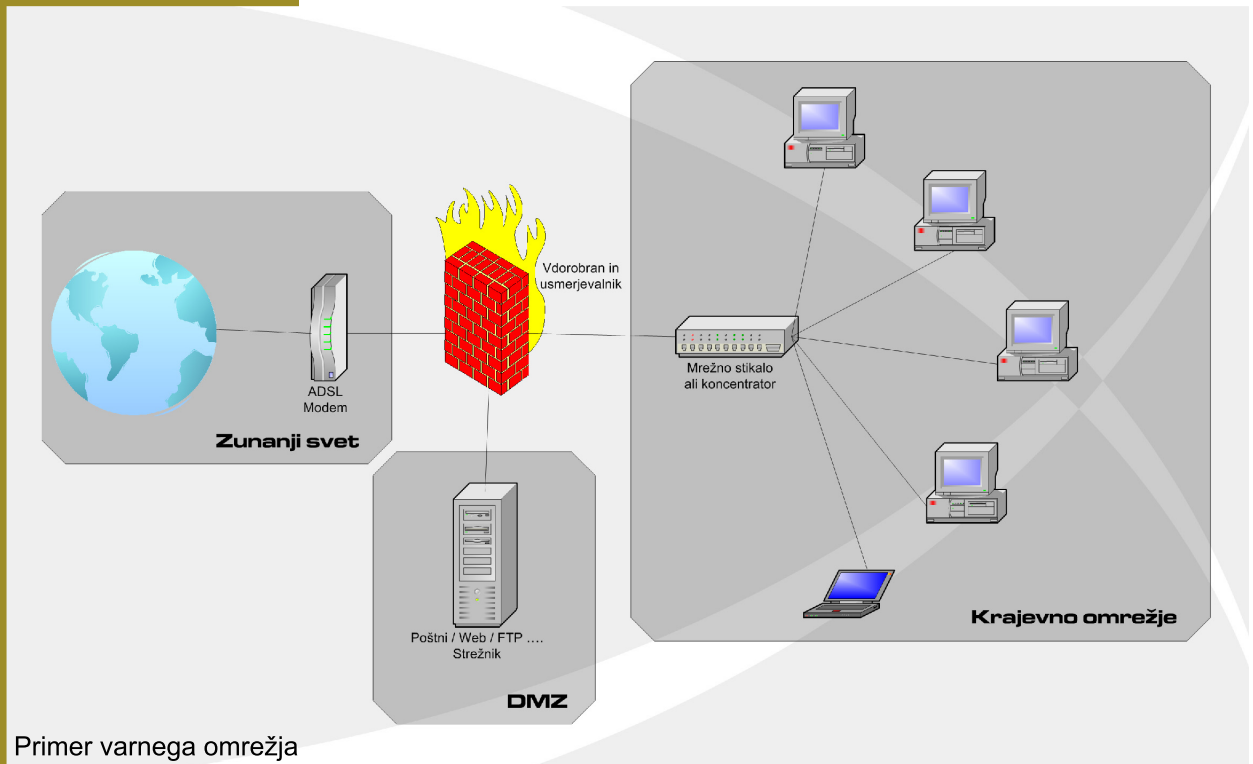 Vdorobran in
usmerjevalnik
ADSL
Modem
Zunanji svet
Mrežno stikalo
ali koncentrator
Krajevno omrežje
Poštni / Web / FTP ....
Strežnik
DMZ
Primer varnega omrežja